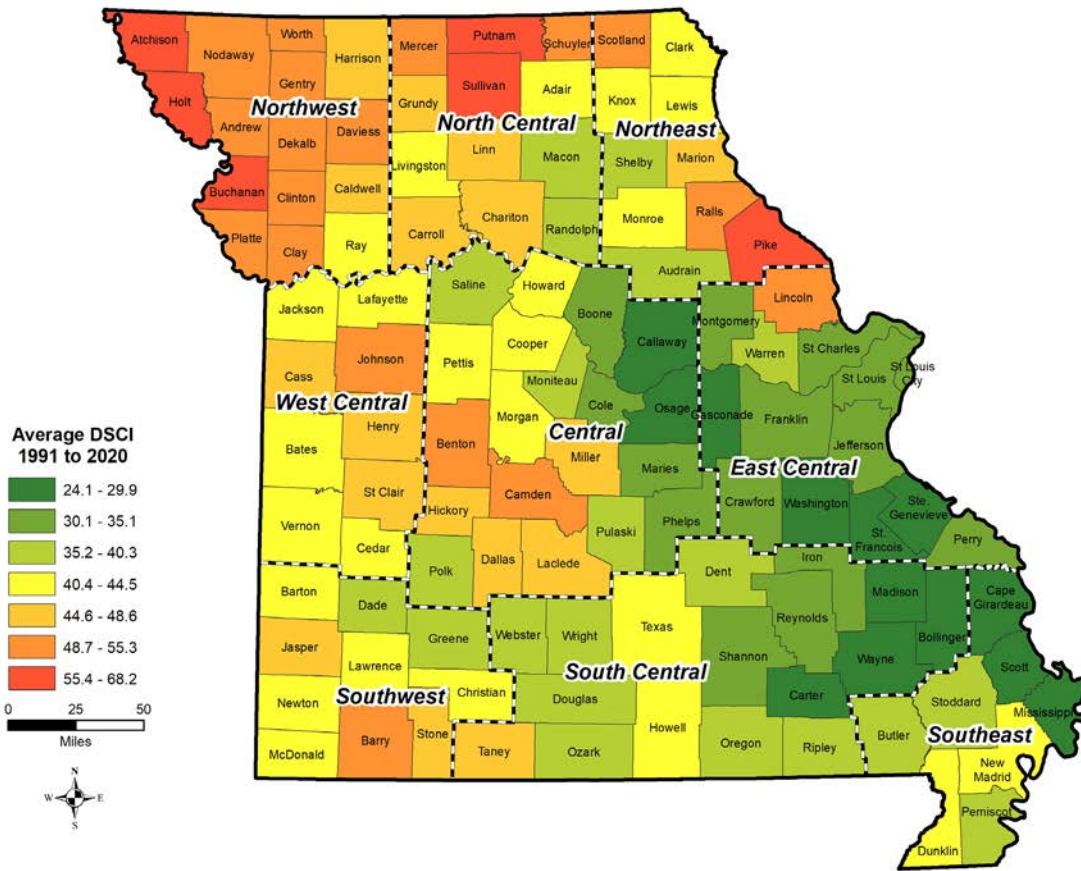 Atchison
Nodaway
Worth
Harrison
Mercer
Putnam
Schuyler
Scotland
Clark
Holt
Gentry
Sullivan
Adair
Knox
Lewis
Northwest
Grundy
North Central
Northeast
Andrew
Daviess
Dekalb
Linn
Macon
Shelby
Marion
Livingston
Buchanan
Clinton
Caldwell
Chariton
Randolph
Monroe
Ralls
Platte
Clay
Ray
Carroll
Pike
Audrain
Saline
Howard
Jackson
Lafayette
Boone
Lincoln
Montgomery
Callaway
Warren
St Charles
Johnson
Pettis
Cooper
Moniteau
St Louis
St Louis
City
Cass
West Central
Cole
Osage
Gasconade
Franklin
Morgan
Central
Henry
Benton
Miller
Jefferson
Bates
East Central
Maries
St Clair
Camden
Crawford
Washington
Ste.
Genevieve
Hickory
Vernon
Pulaski
Phelps
St.
Francois
Perry
Cedar
Dallas
Laclede
Iron
Polk
Dent
Barton
Dade
Madison
Cape
Girardeau
Texas
Reynolds
Greene
Webster
Wright
Bollinger
Jasper
Shannon
Wayne
Scott
Lawrence
South Central
Carter
Christian
Stoddard
Mississippi
Newton
Southwest
Douglas
Howell
Butler
Southeast
Stone
McDonald
Barry
Taney
Ozark
Oregon
Ripley
New
Madrid
Pemiscot
Dunklin
Average DSCI
1991 to 2020
24.1 - 29.9
30.1 - 35.1
35.2 - 40.3
40.4 - 44.5
44.6 - 48.6
48.7 - 55.3
55.4 - 68.2
0 25 50
Miles
N
W E
S